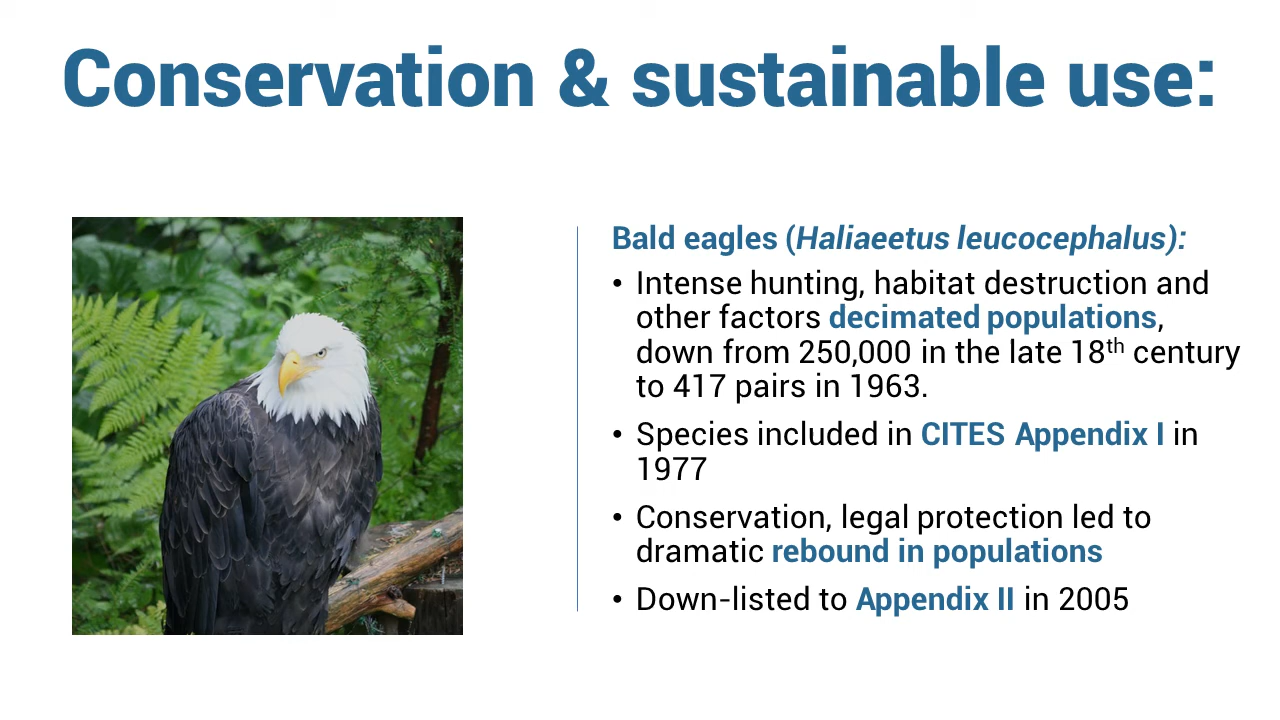 Conservation & sustainable use:
Bald eagles (Haliaeetus leucocephalus):
• Intense hunting, habitat destruction and
other factors decimated populations,
down from 250,000 in the late 18th century
to 417 pairs in 1963.
• Species included in CITES Appendix I in
1977
• Conservation, legal protection led to
dramatic rebound in populations
• Down-listed to Appendix II in 2005